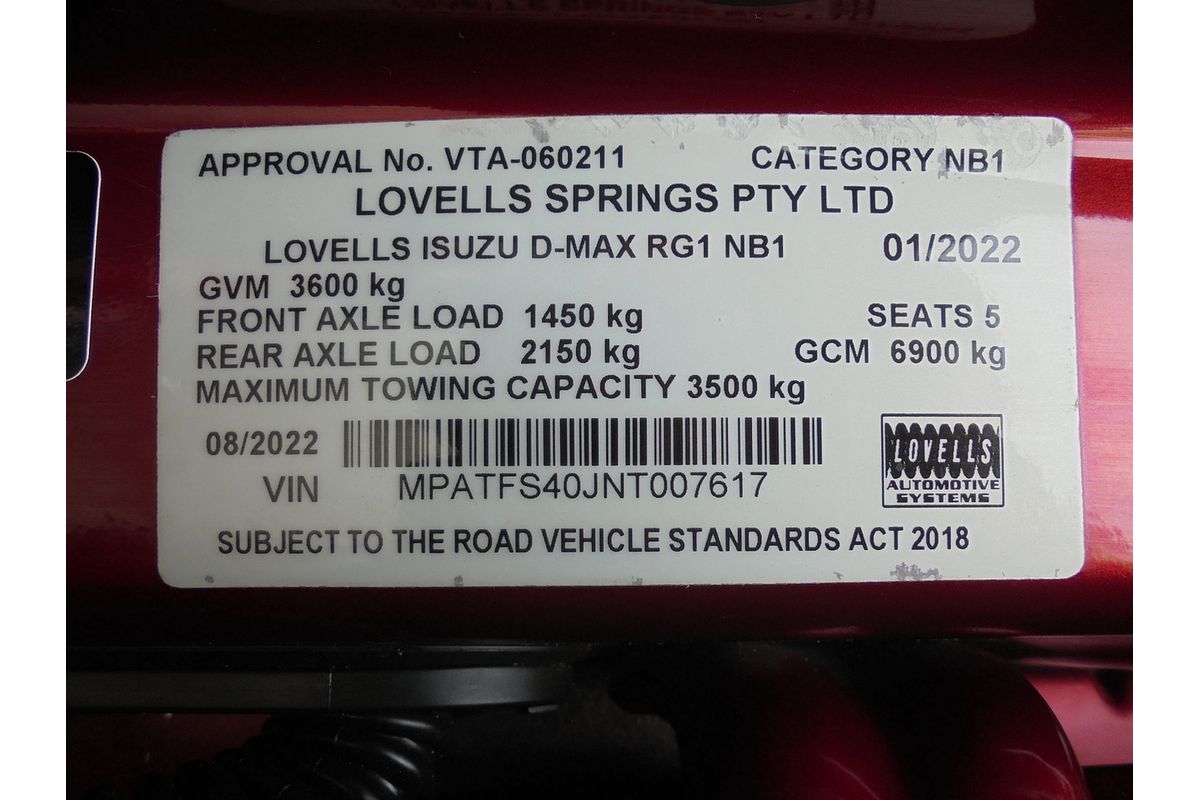 APPROVAL No. VTA-060211 CATEGORY NB1
LOVELLS SPRINGS PTY LTD
LOVELLS ISUZU D-MAX RG1 NB1 01/2022
GVM 3600 kg
FRONT AXLE LOAD 1450 kg SEATS 5
REAR AXLE LOAD 2150 kg GCM 6900 kg
MAXIMUM TOWING CAPACITY 3500 kg
08/2022
VIN MPATFS40JNT007617
LOVELLS
AUTOMOTIVE
SYSTEMS
SUBJECT TO THE ROAD VEHICLE STANDARDS ACT 2018